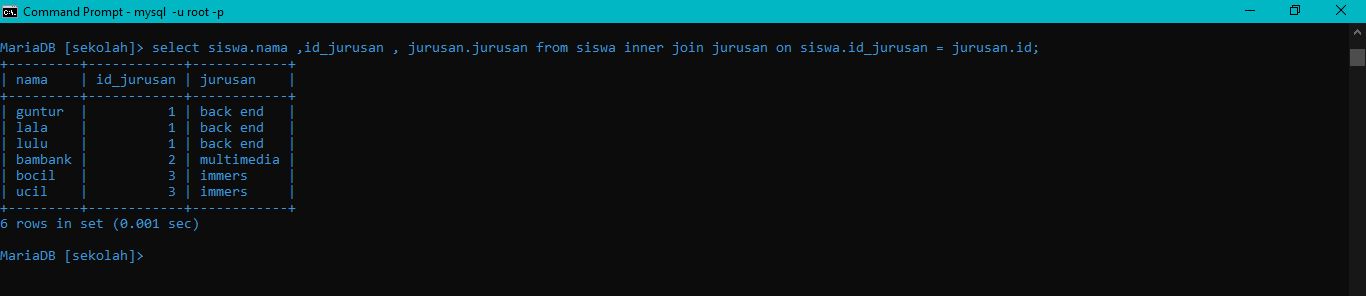 Command Prompt - mysql  -u root -p
MariaDB [sekolah]> select siswa.nama ,id_jurusan , jurusan.jurusan from siswa inner join jurusan on siswa.id_jurusan = jurusan.id;
+---------+------------+------------+
| nama    | id_jurusan | jurusan    |
+---------+------------+------------+
| guntur  |          1 | back end   |
| lala    |          1 | back end   |
| lulu    |          1 | back end   |
| bambank |          2 | multimedia |
| bocil   |          3 | immers     |
| ucil    |          3 | immers     |
+---------+------------+------------+
6 rows in set (0.001 sec)
MariaDB [sekolah]>